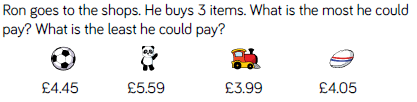 Ron goes to the shops. He buys 3 items. What is the most he could
pay? What is the least he could pay?
£4.45 £5.59 £3.99 £4.05